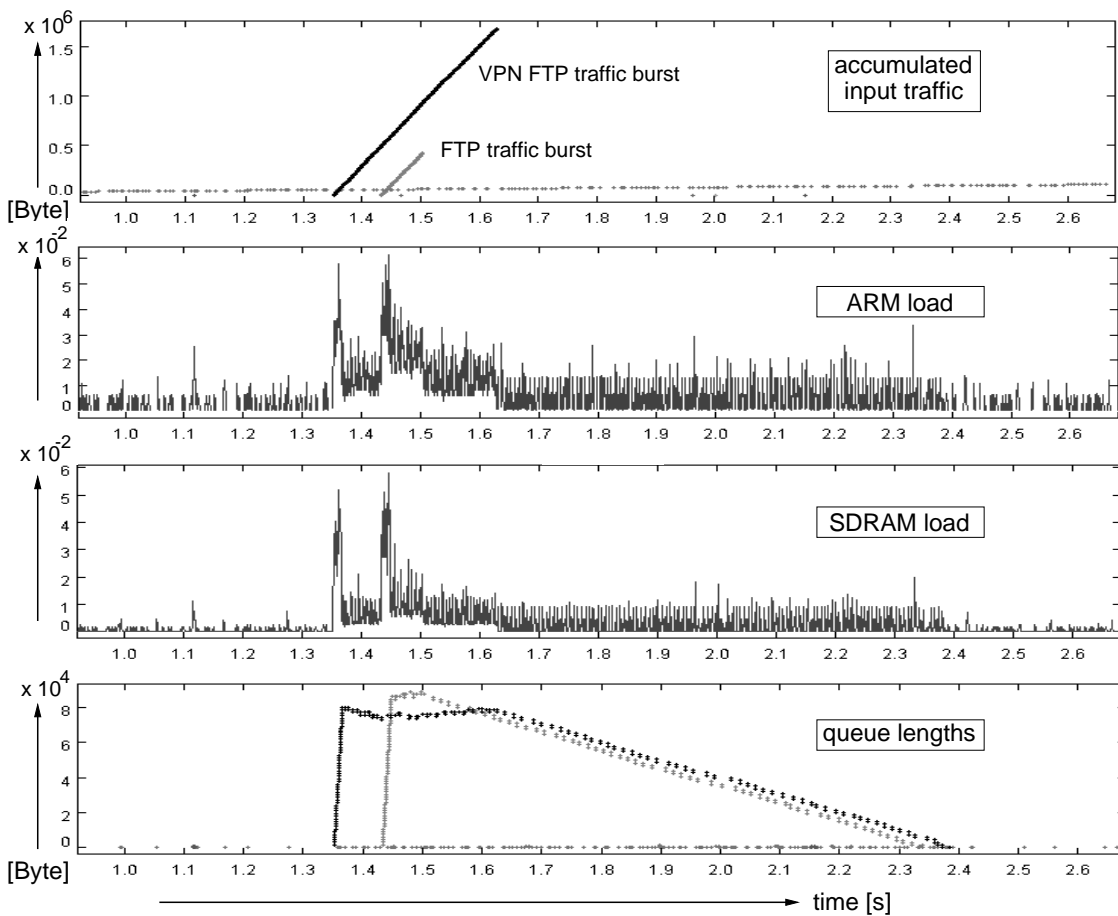 x 10⁶
1.5
1.0
0.5
0.0
[Byte]
VPN FTP traffic burst
FTP traffic burst
accumulated
input traffic
1.0 1.1 1.2 1.3 1.4 1.5 1.6 1.7 1.8 1.9 2.0 2.1 2.2 2.3 2.4 2.5 2.6
x 10⁻²
6
5
4
3
2
1
0
ARM load
1.0 1.1 1.2 1.3 1.4 1.5 1.6 1.7 1.8 1.9 2.0 2.1 2.2 2.3 2.4 2.5 2.6
x 10⁻²
6
5
4
3
2
1
0
SDRAM load
1.0 1.1 1.2 1.3 1.4 1.5 1.6 1.7 1.8 1.9 2.0 2.1 2.2 2.3 2.4 2.5 2.6
x 10⁴
8
6
4
2
0
[Byte]
queue lengths
1.0 1.1 1.2 1.3 1.4 1.5 1.6 1.7 1.8 1.9 2.0 2.1 2.2 2.3 2.4 2.5 2.6
time [s]